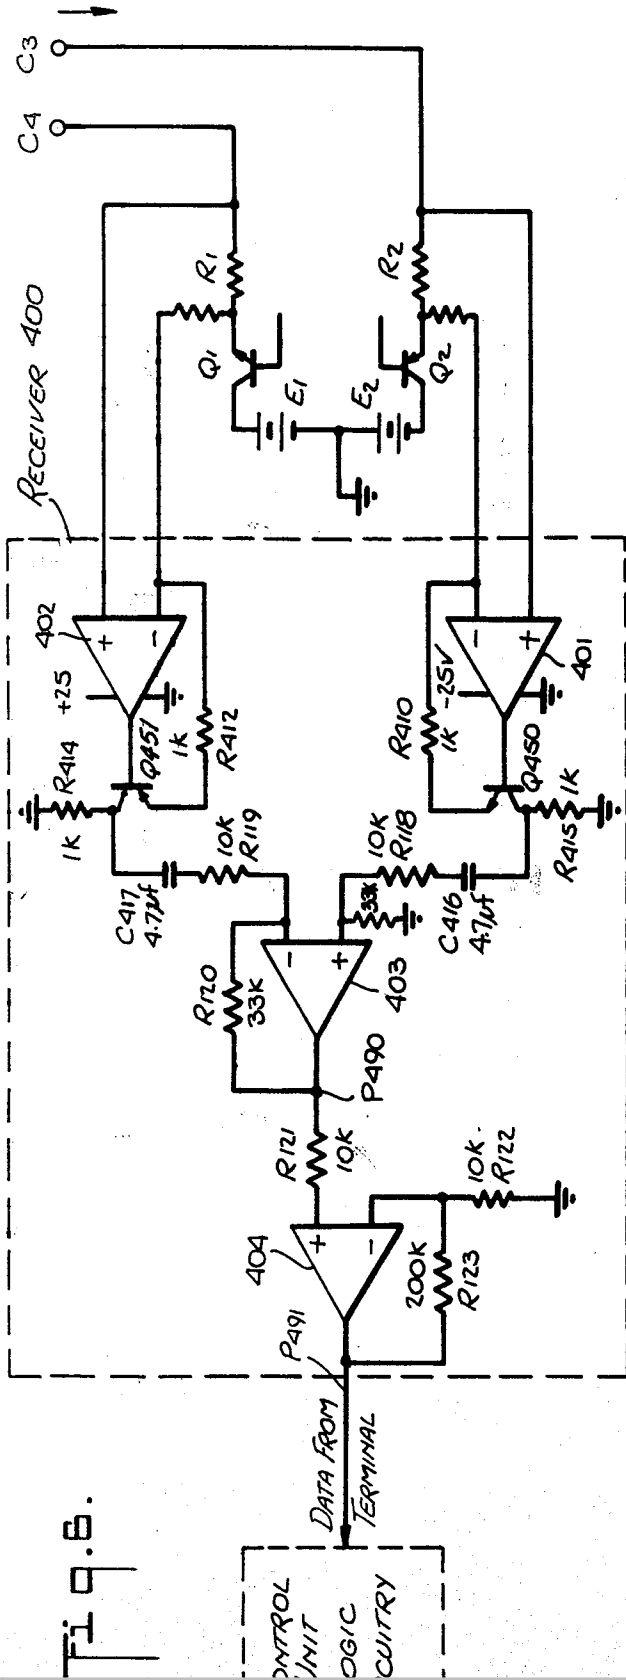 C3
C4
RECEIVER 400
R1
R2
Q1
Q2
E1
E2
402
+
−
+25
Q451
R414
1K
1K
R412
−
+
-25V
401
R410
1K
Q450
1K
R415
C417
4.7µf
10K
R119
10K
R118
33K
C416
4.7µf
R120
33K
−
+
403
P490
R121
10K
10K
R122
404
+
−
200K
R123
P491
DATA FROM
TERMINAL
ONTROL
UNIT
OGIC
CUITRY
Fig.6.